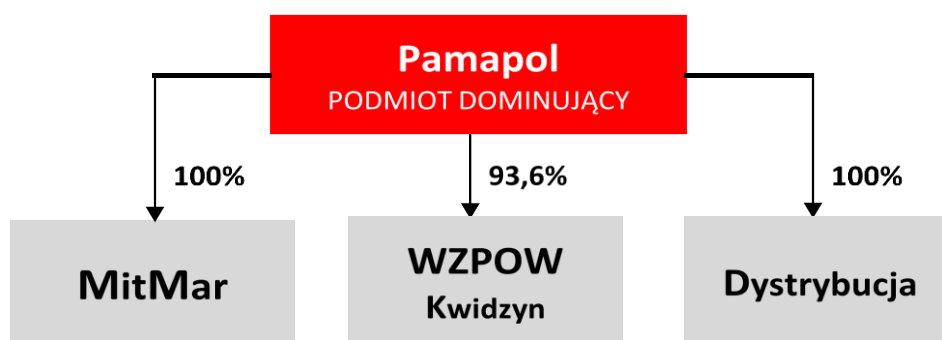 Pamapol
PODMIOT DOMINUJĄCY
100%
93,6%
100%
MitMar
WZPOW
Kwidzyn
Dystrybucja